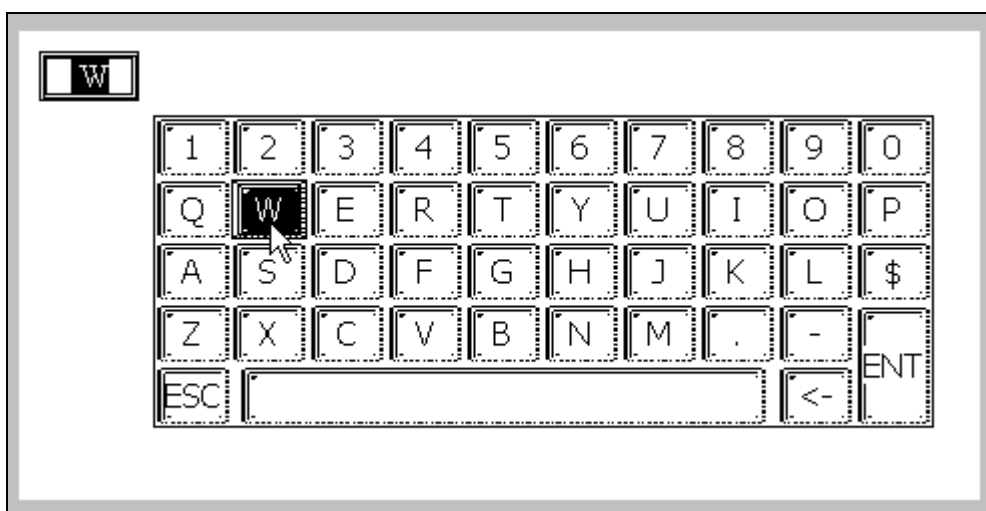 W
1 2 3 4 5 6 7 8 9 0
Q W E R T Y U I O P
A S D F G H J K L $
Z X C V B N M . -
ENT
ESC <-